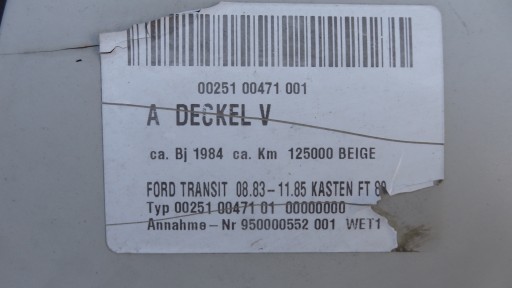 00251 00471 001
A DECKEL V
ca. Bj 1984 ca. Km 125000 BEIGE
FORD TRANSIT 08.83-11.85 KASTEN FT 80
Typ 00251 00471 01 00000000
Annahme-Nr 950000552 001 WET1